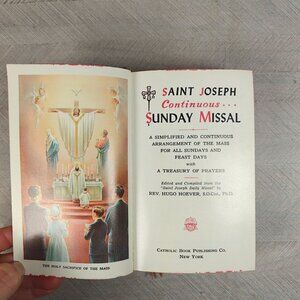 SAINT JOSEPH
Continuous...
SUNDAY MISSAL
A SIMPLIFIED AND CONTINUOUS
ARRANGEMENT OF THE MASS
FOR ALL SUNDAYS AND
FEAST DAYS
with
A TREASURY OF PRAYERS
Edited and Compiled from the
"Saint Joseph Daily Missal" by
REV. HUGO HOEVER, S.O.Cist., Ph.D.
CATHOLIC BOOK PUBLISHING CO.
NEW YORK
THE HOLY SACRIFICE OF THE MASS